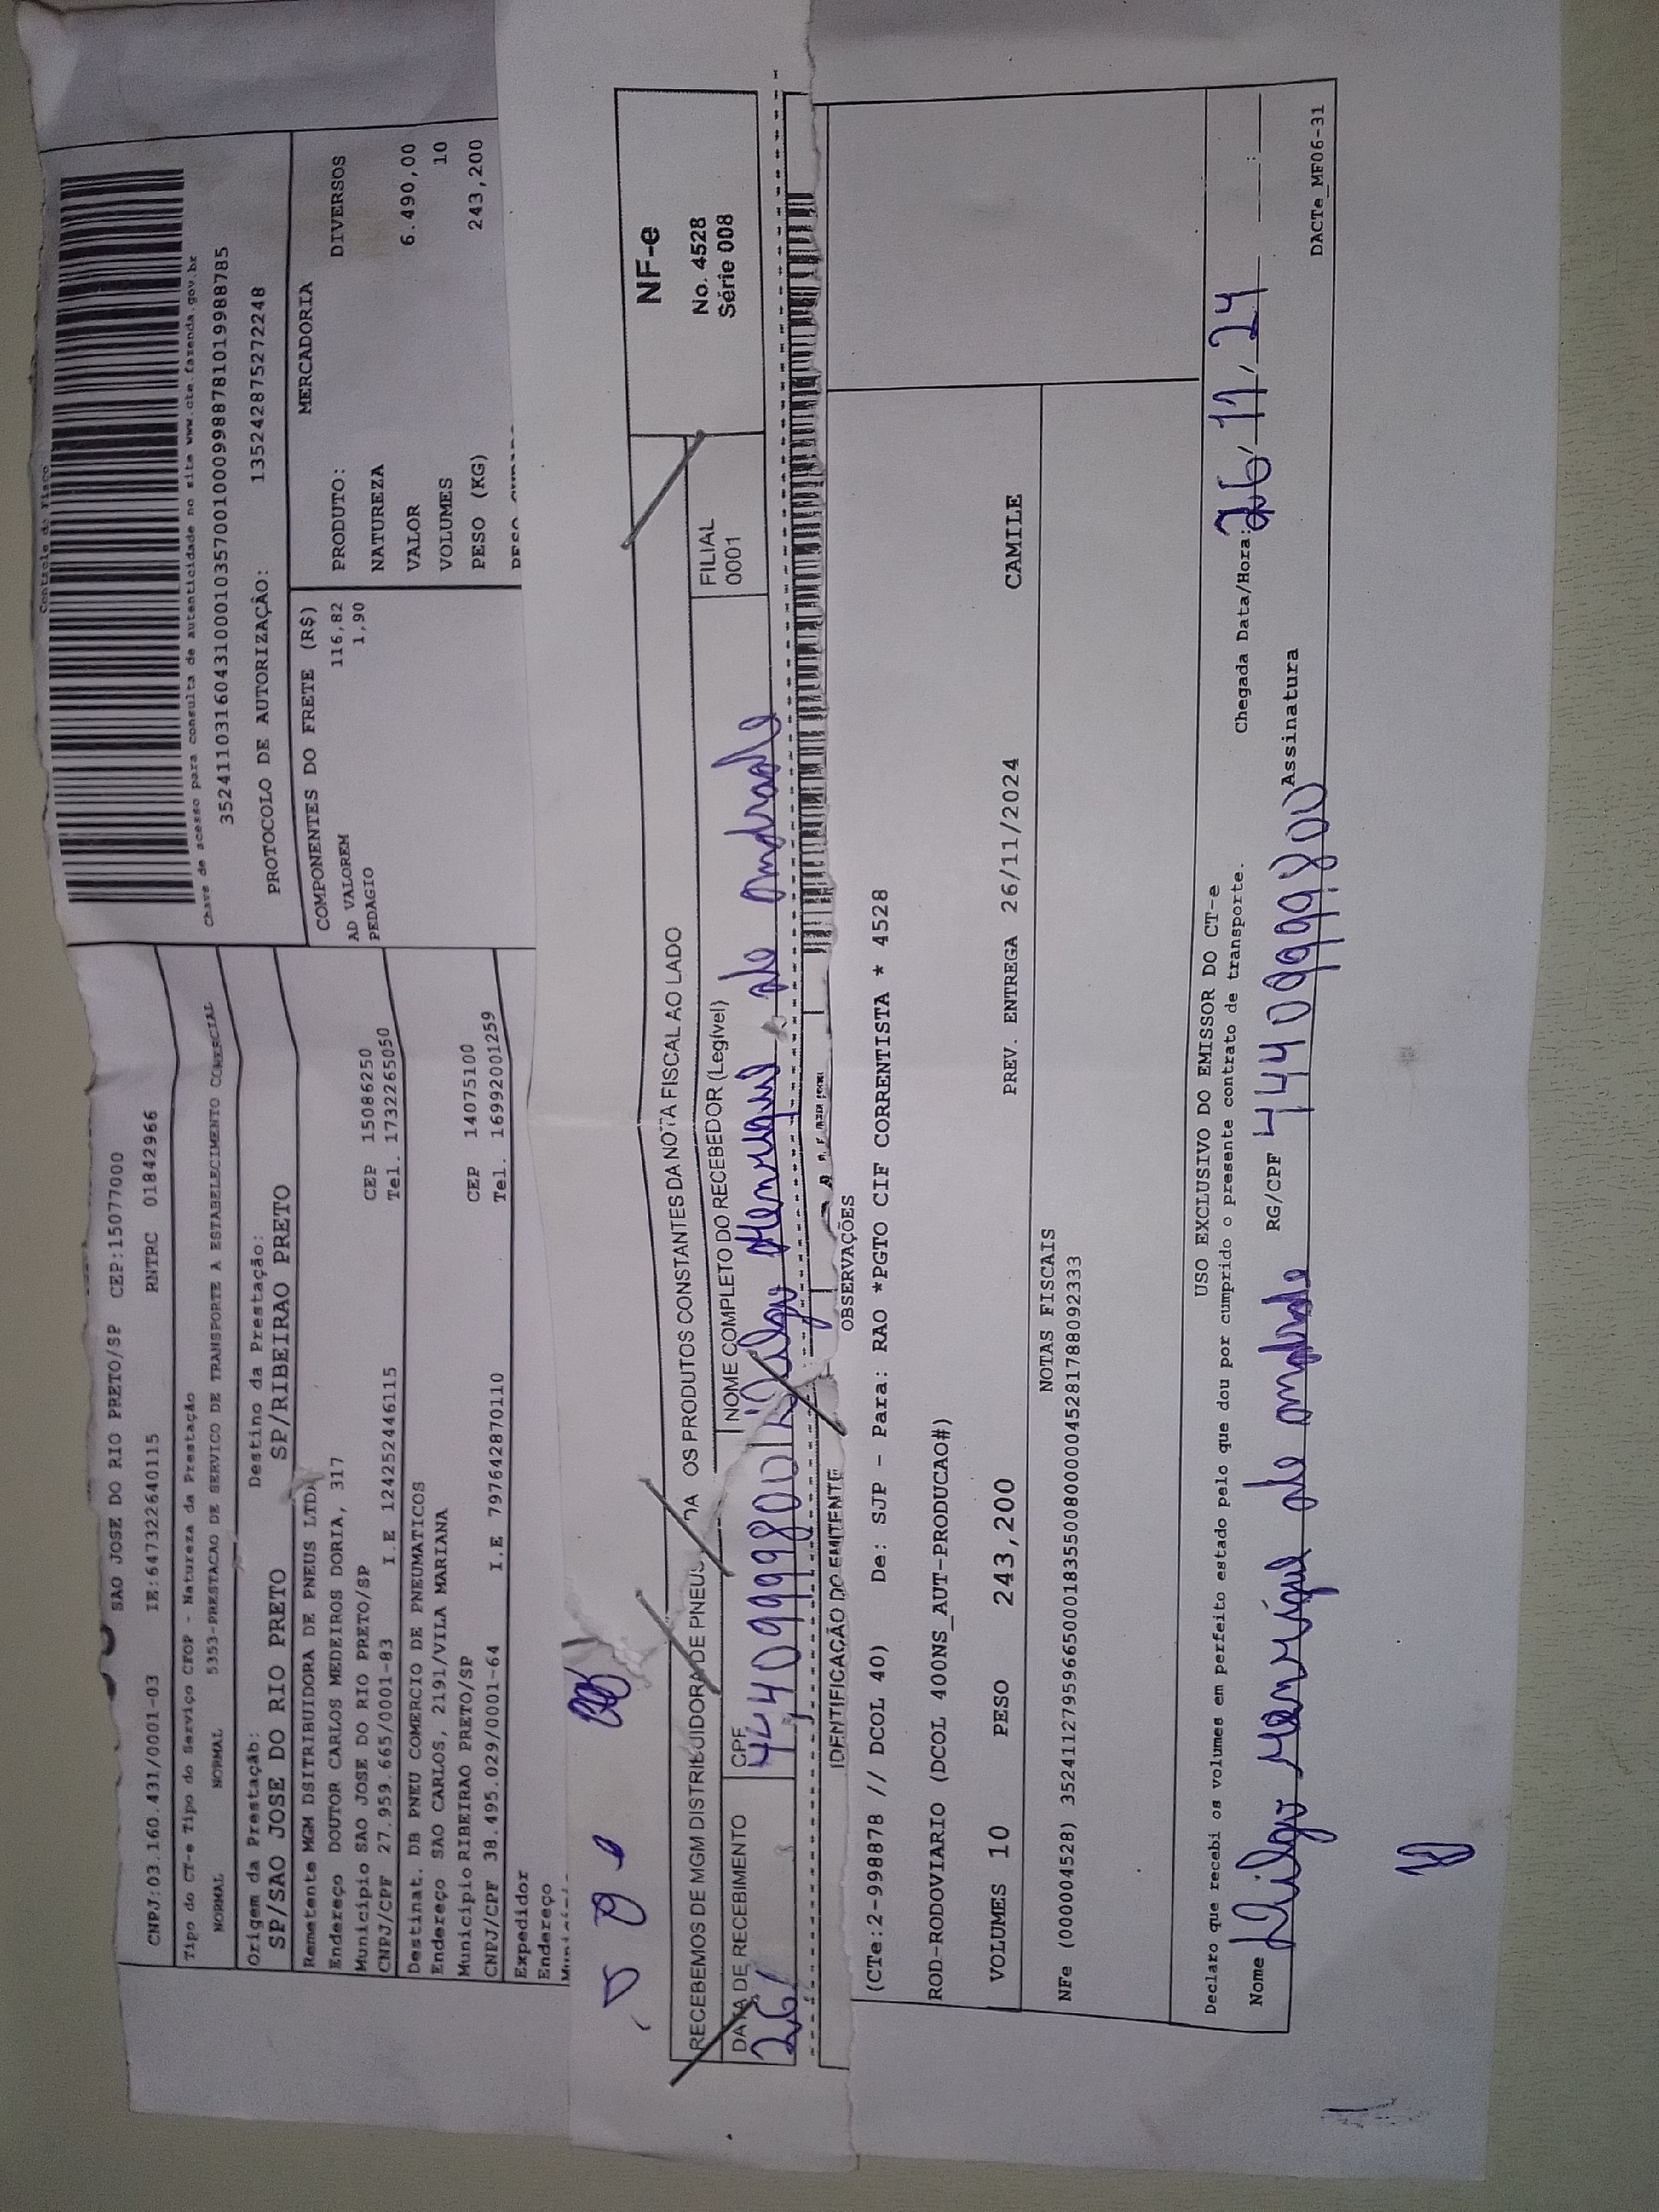 Controle do Fisco
Chave de acesso para consulta de autenticidade no site www.cte.fazenda.gov.br
35241103160431000103570010009988781019988785
PROTOCOLO DE AUTORIZAÇÃO: 135242875272248
SAO JOSE DO RIO PRETO/SP CEP:15077000
CNPJ:03.160.431/0001-03 IE:647322640115 RNTRC 01842966
Tipo do CT-e Tipo do Serviço CFOP - Natureza da Prestação
NORMAL NORMAL 5353-PRESTACAO DE SERVICO DE TRANSPORTE A ESTABELECIMENTO COMERCIAL
Origem da Prestação: Destino da Prestação:
SP/SAO JOSE DO RIO PRETO SP/RIBEIRAO PRETO
Remetente MGM DSITRIBUIDORA DE PNEUS LTDA
Endereço DOUTOR CARLOS MEDEIROS DORIA, 317
Município SAO JOSE DO RIO PRETO/SP CEP 15086250
CNPJ/CPF 27.959.665/0001-83 I.E 124252446115 Tel. 1732265050
Destinat. DB PNEU COMERCIO DE PNEUMATICOS
Endereço SAO CARLOS, 2191/VILA MARIANA
Município RIBEIRAO PRETO/SP CEP 14075100
CNPJ/CPF 38.495.029/0001-64 I.E 797642870110 Tel. 16992001259
Expedidor
Endereço
COMPONENTES DO FRETE (R$)
AD VALOREM 116,82
PEDAGIO 1,90
MERCADORIA
PRODUTO: DIVERSOS
NATUREZA
VALOR 6.490,00
VOLUMES 10
PESO (KG) 243,200
RECEBEMOS DE MGM DISTRIBUIDORA DE PNEUS OS PRODUTOS CONSTANTES DA NOTA FISCAL AO LADO
DATA DE RECEBIMENTO CPF NOME COMPLETO DO RECEBEDOR (Legível) FILIAL
0001
26/ 44409998801 Henrique de andrade
NF-e
No. 4528
Série 008
IDENTIFICAÇÃO DO EMITENTE
OBSERVAÇÕES
(CTe:2-998878 // DCOL 40) De: SJP - Para: RAO *PGTO CIF CORRENTISTA * 4528
ROD-RODOVIARIO (DCOL 400NS_AUT-PRODUCAO#)
VOLUMES 10 PESO 243,200 PREV. ENTREGA 26/11/2024 CAMILE
NOTAS FISCAIS
NFe (000004528) 35241127959665000183550080000045281788092333
USO EXCLUSIVO DO EMISSOR DO CT-e
Declaro que recebi os volumes em perfeito estado pelo que dou por cumprido o presente contrato de transporte.
Nome Henrique de andrade RG/CPF Assinatura Chegada Data/Hora: 26/11/24
DACTe_MF06-31